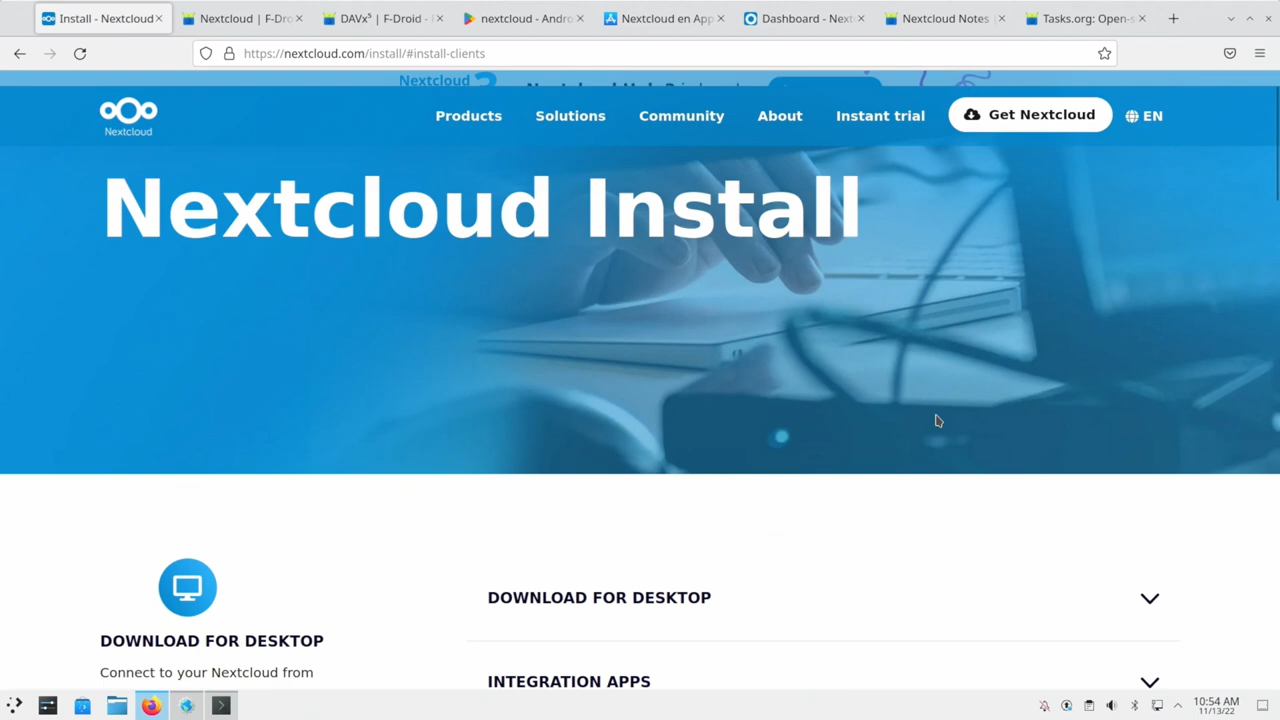 Install - Nextcloud
Nextcloud | F-Dro
DAVx⁵ | F-Droid -
nextcloud - Andro
Nextcloud en App
Dashboard - Next
Nextcloud Notes |
Tasks.org: Open-s
https://nextcloud.com/install/#install-clients
Nextcloud
Nextcloud
Products
Solutions
Community
About
Instant trial
Get Nextcloud
EN
Nextcloud Install
DOWNLOAD FOR DESKTOP
DOWNLOAD FOR DESKTOP
Connect to your Nextcloud from
INTEGRATION APPS
10:54 AM
11/13/22